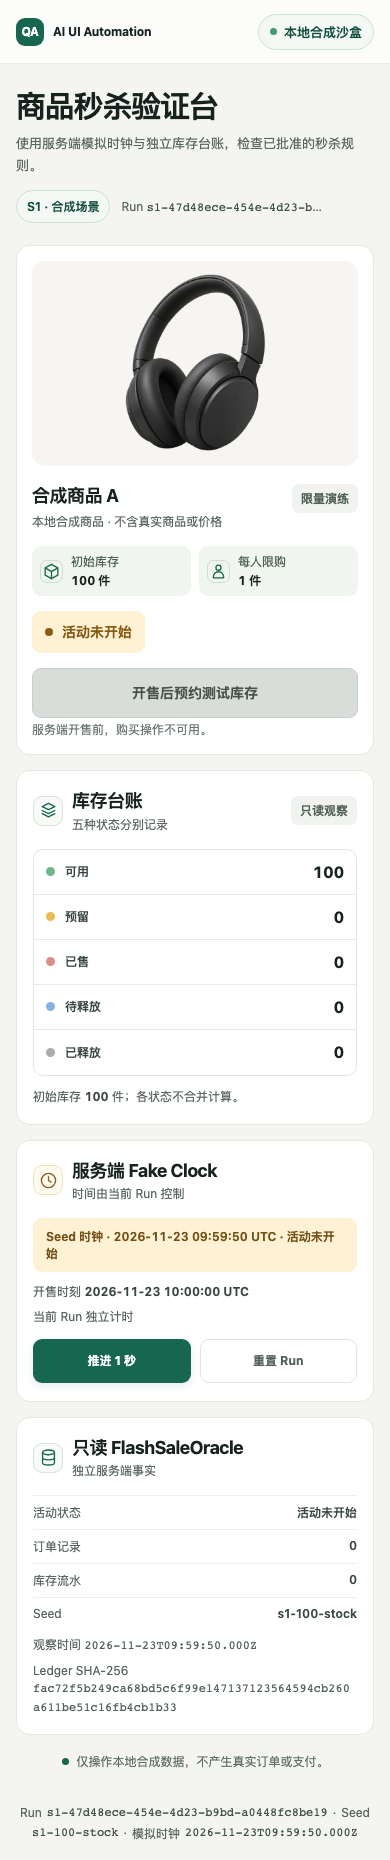 QA AI UI Automation 本地合成沙盒
商品秒杀验证台
使用服务端模拟时钟与独立库存台账，检查已批准的秒杀规
则。
S1 · 合成场景 Run s1-47d48ece-454e-4d23-b…
合成商品 A 限量演练
本地合成商品 · 不含真实商品或价格
初始库存 每人限购
100 件 1 件
活动未开始
开售后预约测试库存
服务端开售前，购买操作不可用。
库存台账 只读观察
五种状态分别记录
可用 100
预留 0
已售 0
待释放 0
已释放 0
初始库存 100 件；各状态不合并计算。
服务端 Fake Clock
时间由当前 Run 控制
Seed 时钟 · 2026-11-23 09:59:50 UTC · 活动未开
始
开售时刻 2026-11-23 10:00:00 UTC
当前 Run 独立计时
推进 1 秒 重置 Run
只读 FlashSaleOracle
独立服务端事实
活动状态 活动未开始
订单记录 0
库存流水 0
Seed s1-100-stock
观察时间 2026-11-23T09:59:50.000Z
Ledger SHA-256
fac72f5b249ca68bd5c6f99e147137123564594cb260
a611be51c16fb4cb1b33
仅操作本地合成数据，不产生真实订单或支付。
Run s1-47d48ece-454e-4d23-b9bd-a0448fc8be19 · Seed
s1-100-stock · 模拟时钟 2026-11-23T09:59:50.000Z